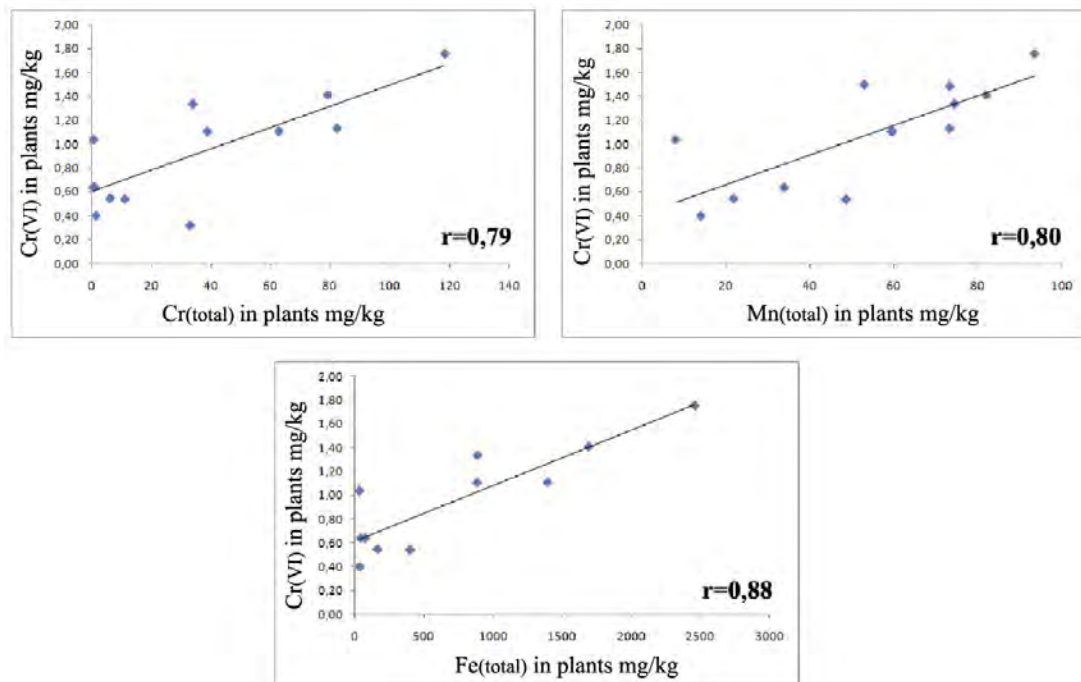 2,00
1,80
1,60
1,40
1,20
1,00
0,80
0,60
0,40
0,20
0,00
Cr(VI) in plants mg/kg
r=0,79
0 20 40 60 80 100 120 140
Cr(total) in plants mg/kg
2,00
1,80
1,60
1,40
1,20
1,00
0,80
0,60
0,40
0,20
0,00
Cr(VI) in plants mg/kg
r=0,80
0 20 40 60 80 100
Mn(total) in plants mg/kg
2,00
1,80
1,60
1,40
1,20
1,00
0,80
0,60
0,40
0,20
0,00
Cr(VI) in plants mg/kg
r=0,88
0 500 1000 1500 2000 2500 3000
Fe(total) in plants mg/kg